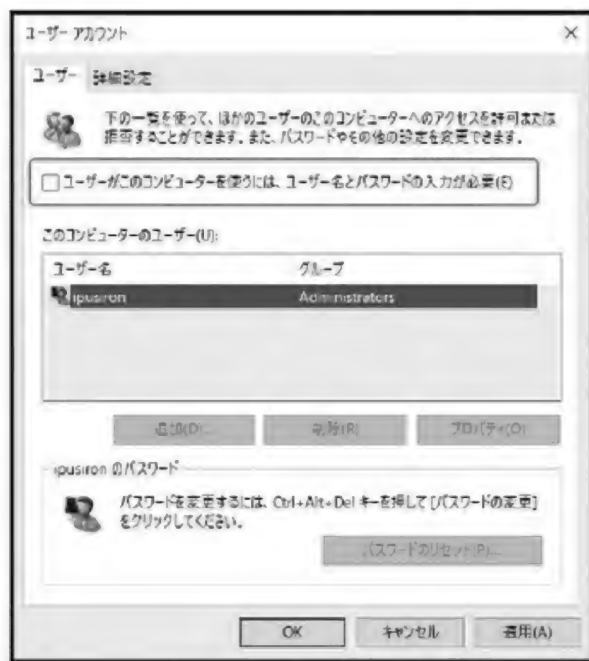 ユーザー アカウント
ユーザー 詳細設定
下の一覧を使って、ほかのユーザーのこのコンピューターへのアクセスを許可または
拒否することができます。また、パスワードやその他の設定を変更できます。
ユーザーがこのコンピューターを使うには、ユーザー名とパスワードの入力が必要(E)
このコンピューターのユーザー(U):
ユーザー名 グループ
ipusiron Administrators
追加(D)... 削除(R) プロパティ(O)
ipusiron のパスワード
パスワードを変更するには、Ctrl+Alt+Del キーを押して [パスワードの変更]
をクリックしてください。
パスワードのリセット(P)...
OK キャンセル 適用(A)